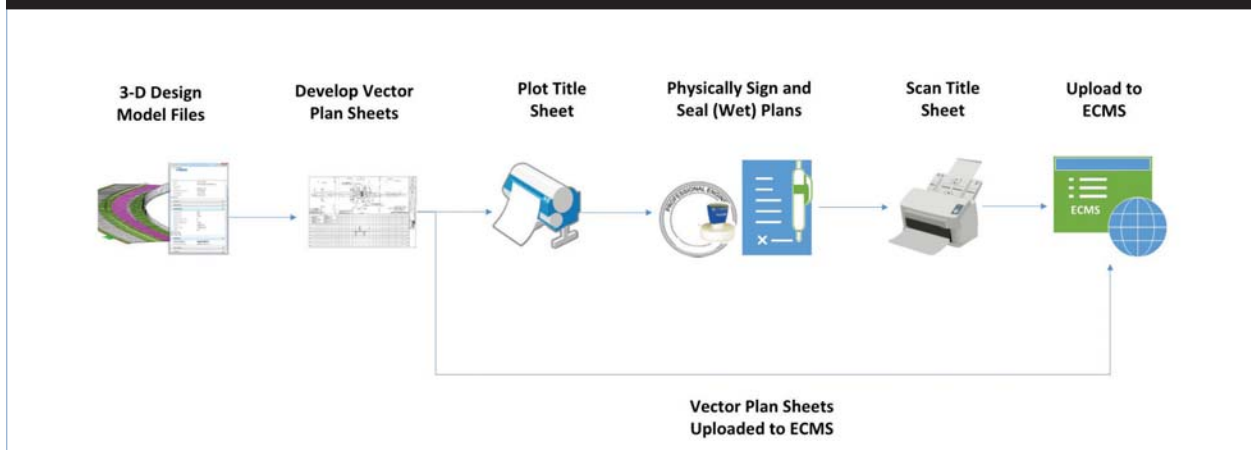 3-D Design
Model Files
Develop Vector
Plan Sheets
Plot Title
Sheet
Physically Sign and
Seal (Wet) Plans
Scan Title
Sheet
Upload to
ECMS
PROFESSIONAL ENGINE
ECMS
Vector Plan Sheets
Uploaded to ECMS